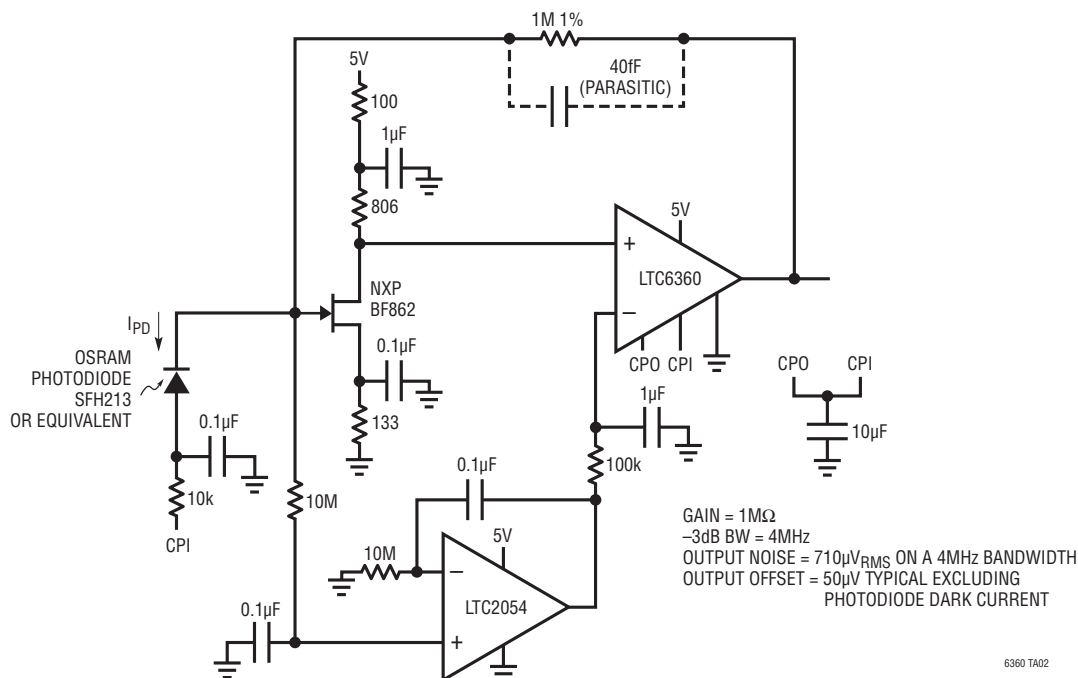 1M 1%
40fF
(PARASITIC)
5V
100
1µF
806
5V
+
LTC6360
–
NXP
BF862
CPO CPI
I_PD
OSRAM
PHOTODIODE
SFH213
OR EQUIVALENT
0.1µF
CPO CPI
10µF
133
1µF
0.1µF
10k
10M
0.1µF
100k
CPI
5V
10M
–
LTC2054
+
0.1µF
GAIN = 1MΩ
–3dB BW = 4MHz
OUTPUT NOISE = 710µVRMS ON A 4MHz BANDWIDTH
OUTPUT OFFSET = 50µV TYPICAL EXCLUDING
PHOTODIODE DARK CURRENT
6360 TA02